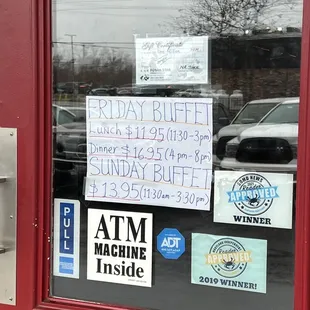 Gift Certificate
FRIDAY BUFFET
Lunch $11.95 (11:30-3pm)
Dinner $16.95 (4pm-8pm)
SUNDAY BUFFET
$13.95 (11:30am-3:30pm)
PULL
ATM
MACHINE
Inside
ADT
APPROVED
WINNER
APPROVED
2019 WINNER!